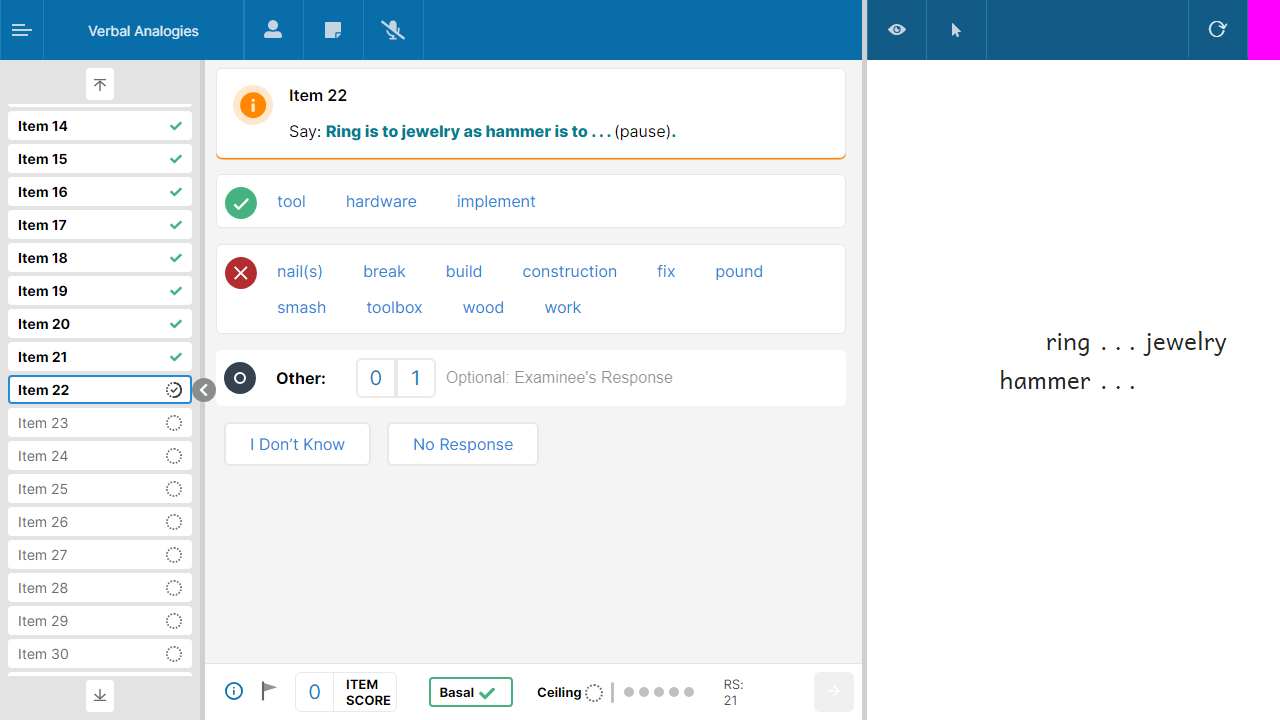 Verbal Analogies
Item 14
Item 15
Item 16
Item 17
Item 18
Item 19
Item 20
Item 21
Item 22
Item 23
Item 24
Item 25
Item 26
Item 27
Item 28
Item 29
Item 30
Item 22
Say: Ring is to jewelry as hammer is to . . . (pause).
tool hardware implement
nail(s) break build construction fix pound
smash toolbox wood work
Other: 0 1 Optional: Examinee's Response
I Don’t Know No Response
0 ITEM SCORE Basal Ceiling RS: 21
ring . . . jewelry
hammer . . .